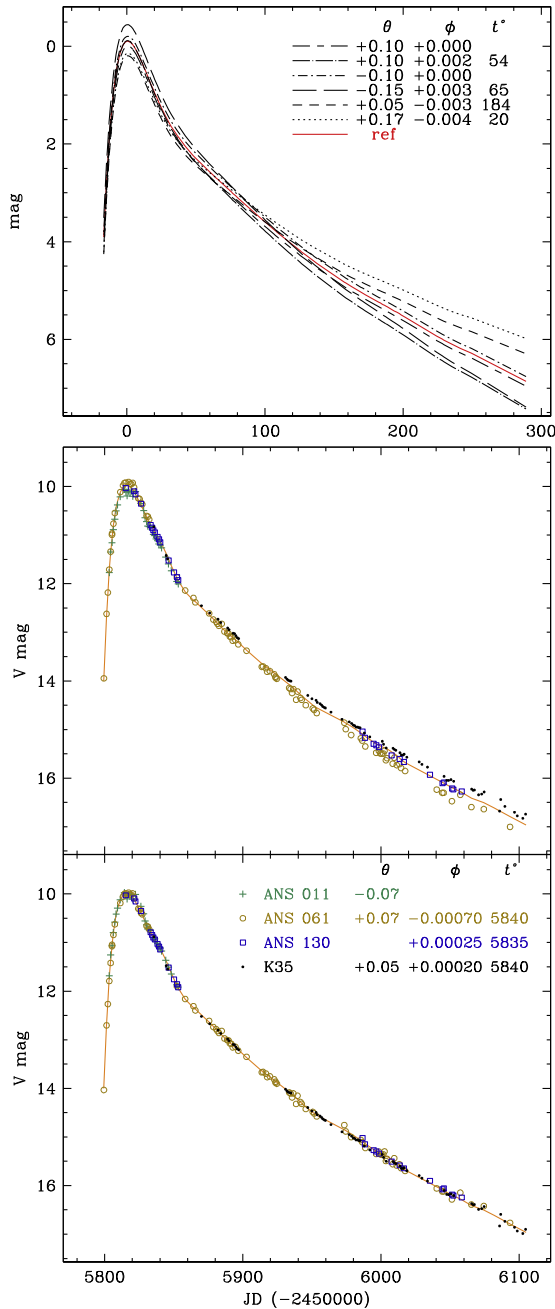 θ φ t°
+0.10 +0.000
+0.10 +0.002 54
-0.10 +0.000
-0.15 +0.003 65
+0.05 -0.003 184
+0.17 -0.004 20
ref
mag
0
2
4
6
0 100 200 300
V mag
10
12
14
16
θ φ t°
ANS 011 -0.07
ANS 061 +0.07 -0.00070 5840
ANS 130 +0.00025 5835
K35 +0.05 +0.00020 5840
V mag
10
12
14
16
5800 5900 6000 6100
JD (-2450000)